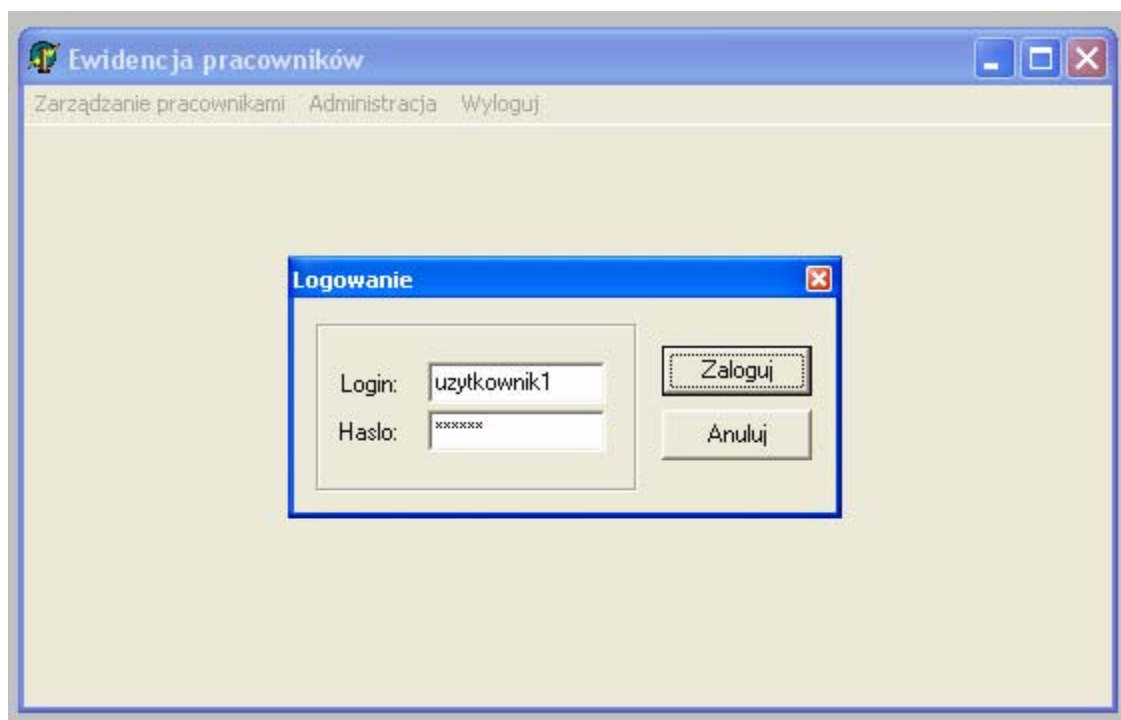 Ewidencja pracowników
Zarządzanie pracownikami Administracja Wyloguj
Logowanie
Login: uzytkownik1 Zaloguj
Haslo: ****** Anuluj